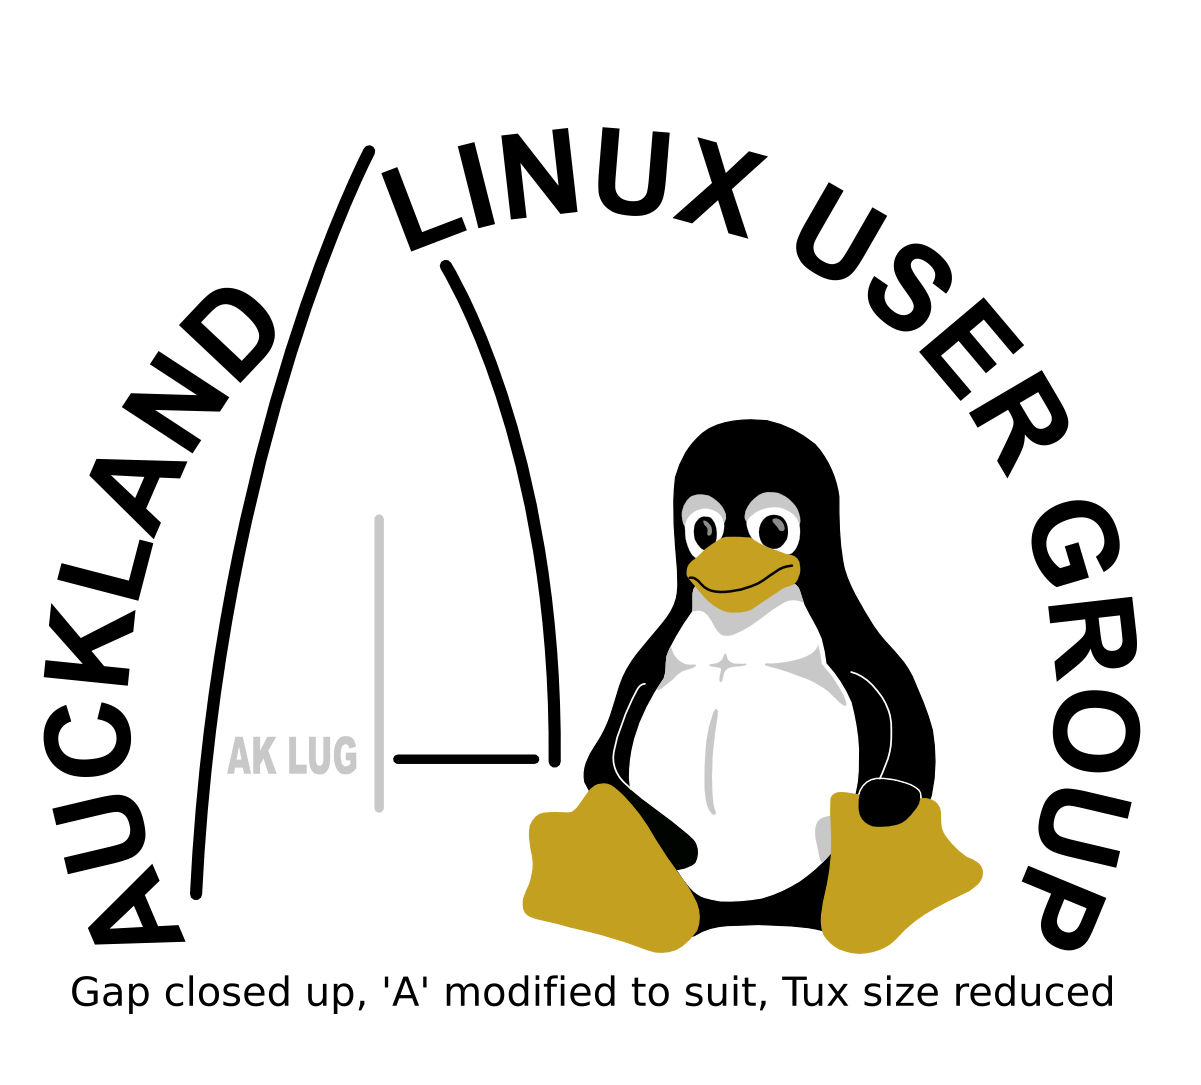 AUCKLAND LINUX USER GROUP
AK LUG
Gap closed up, 'A' modified to suit, Tux size reduced